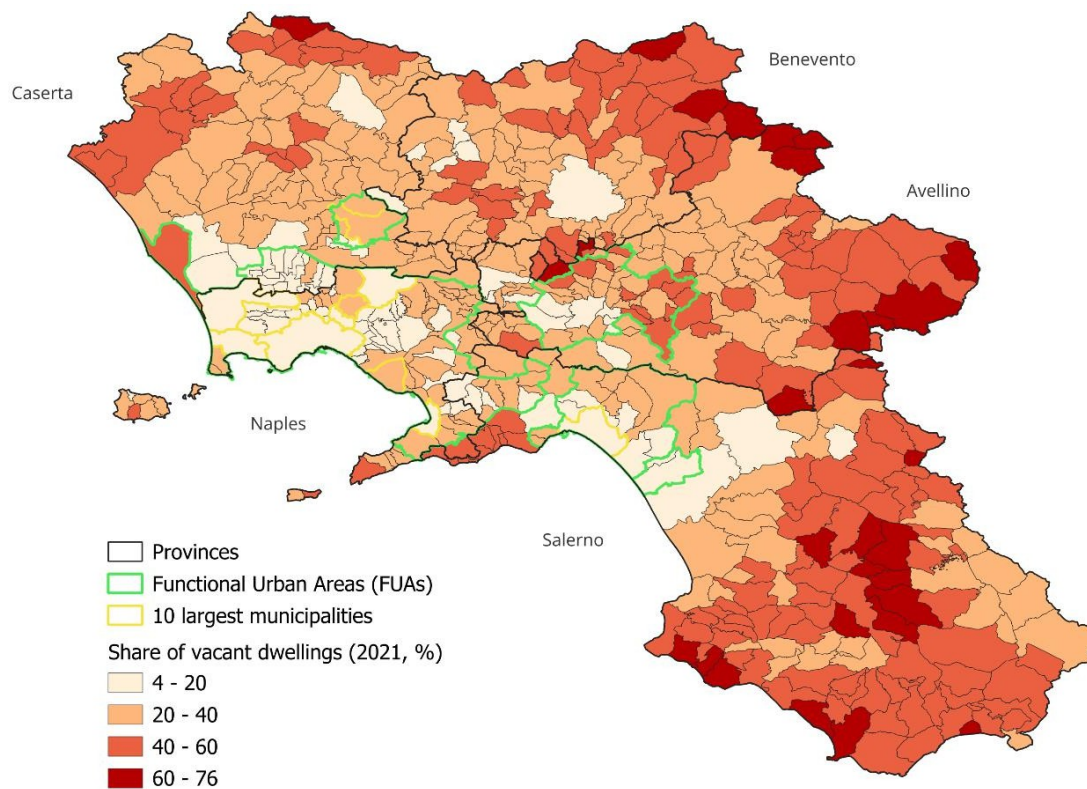 Benevento
Caserta
Avellino
Naples
Salerno
Provinces
Functional Urban Areas (FUAs)
10 largest municipalities
Share of vacant dwellings (2021, %)
4 - 20
20 - 40
40 - 60
60 - 76